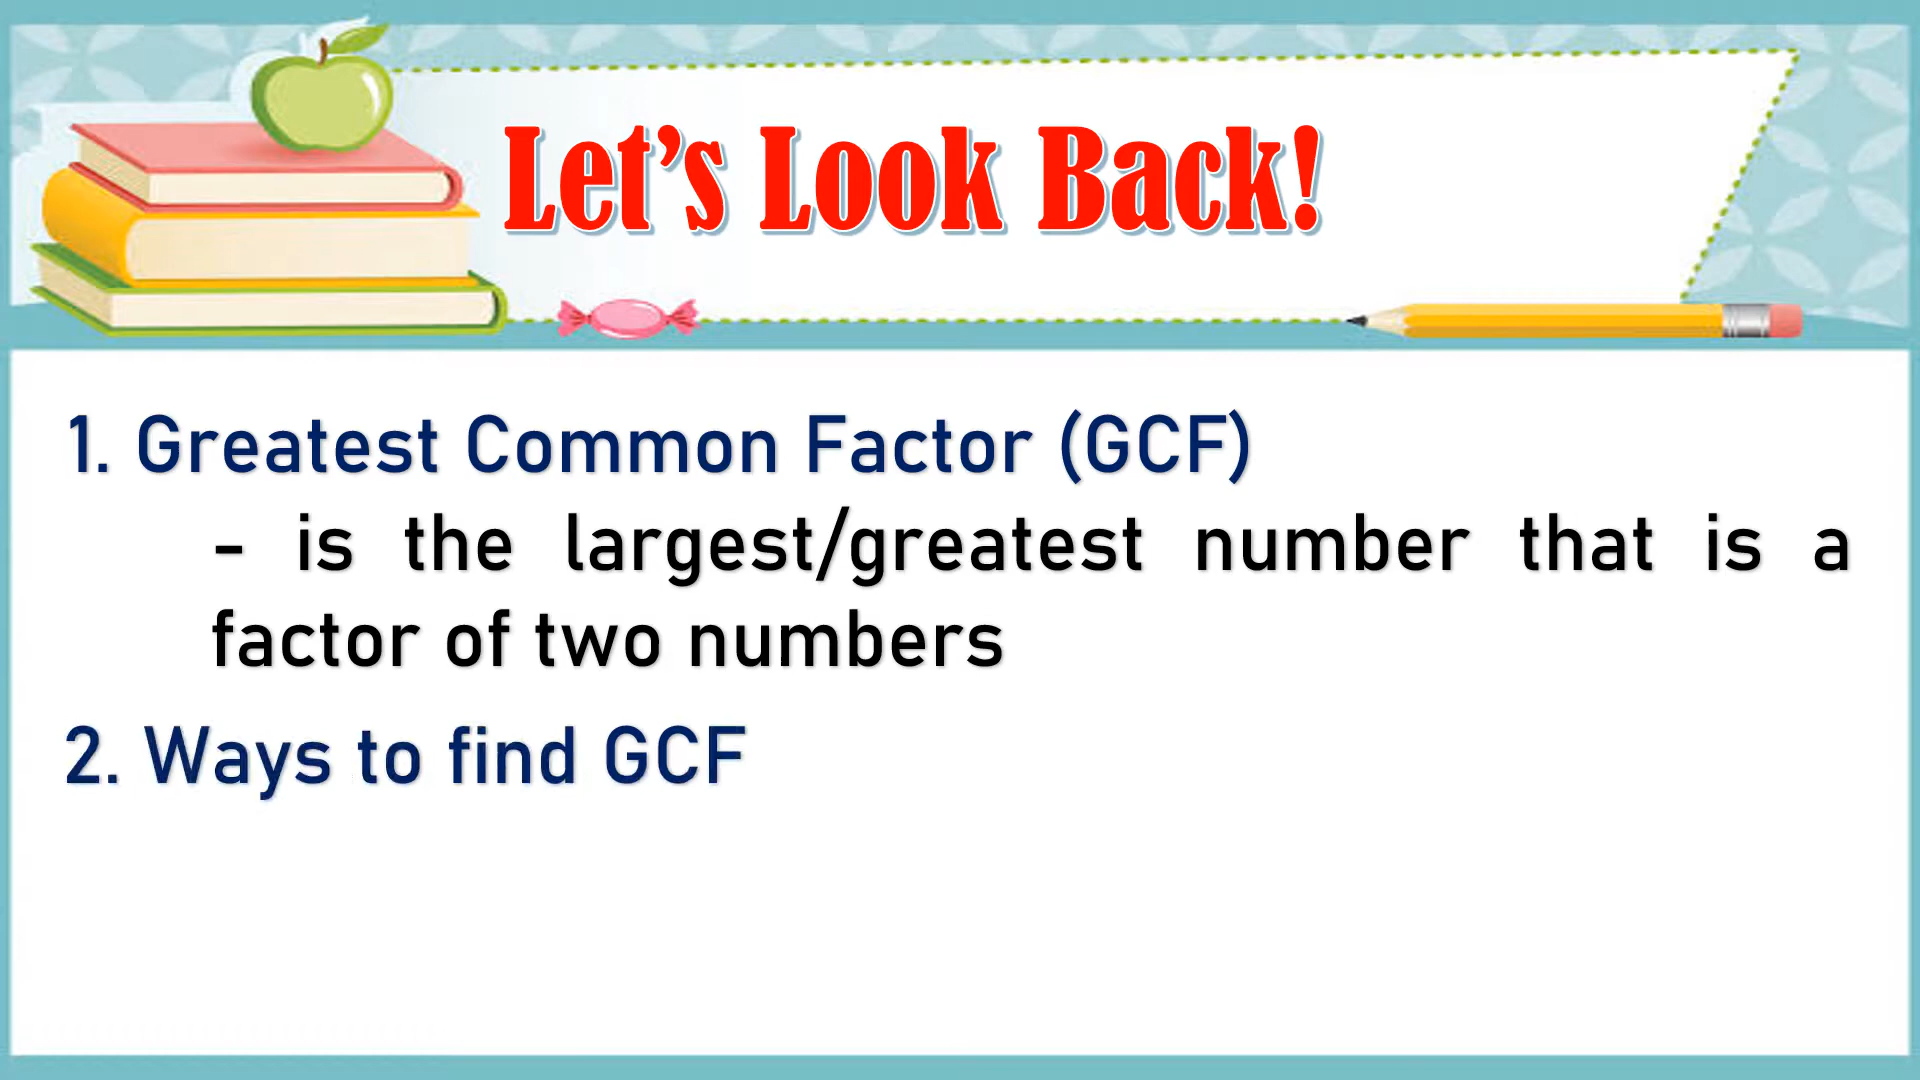 Let's Look Back!
1. Greatest Common Factor (GCF)
- is the largest/greatest number that is a
factor of two numbers
2. Ways to find GCF